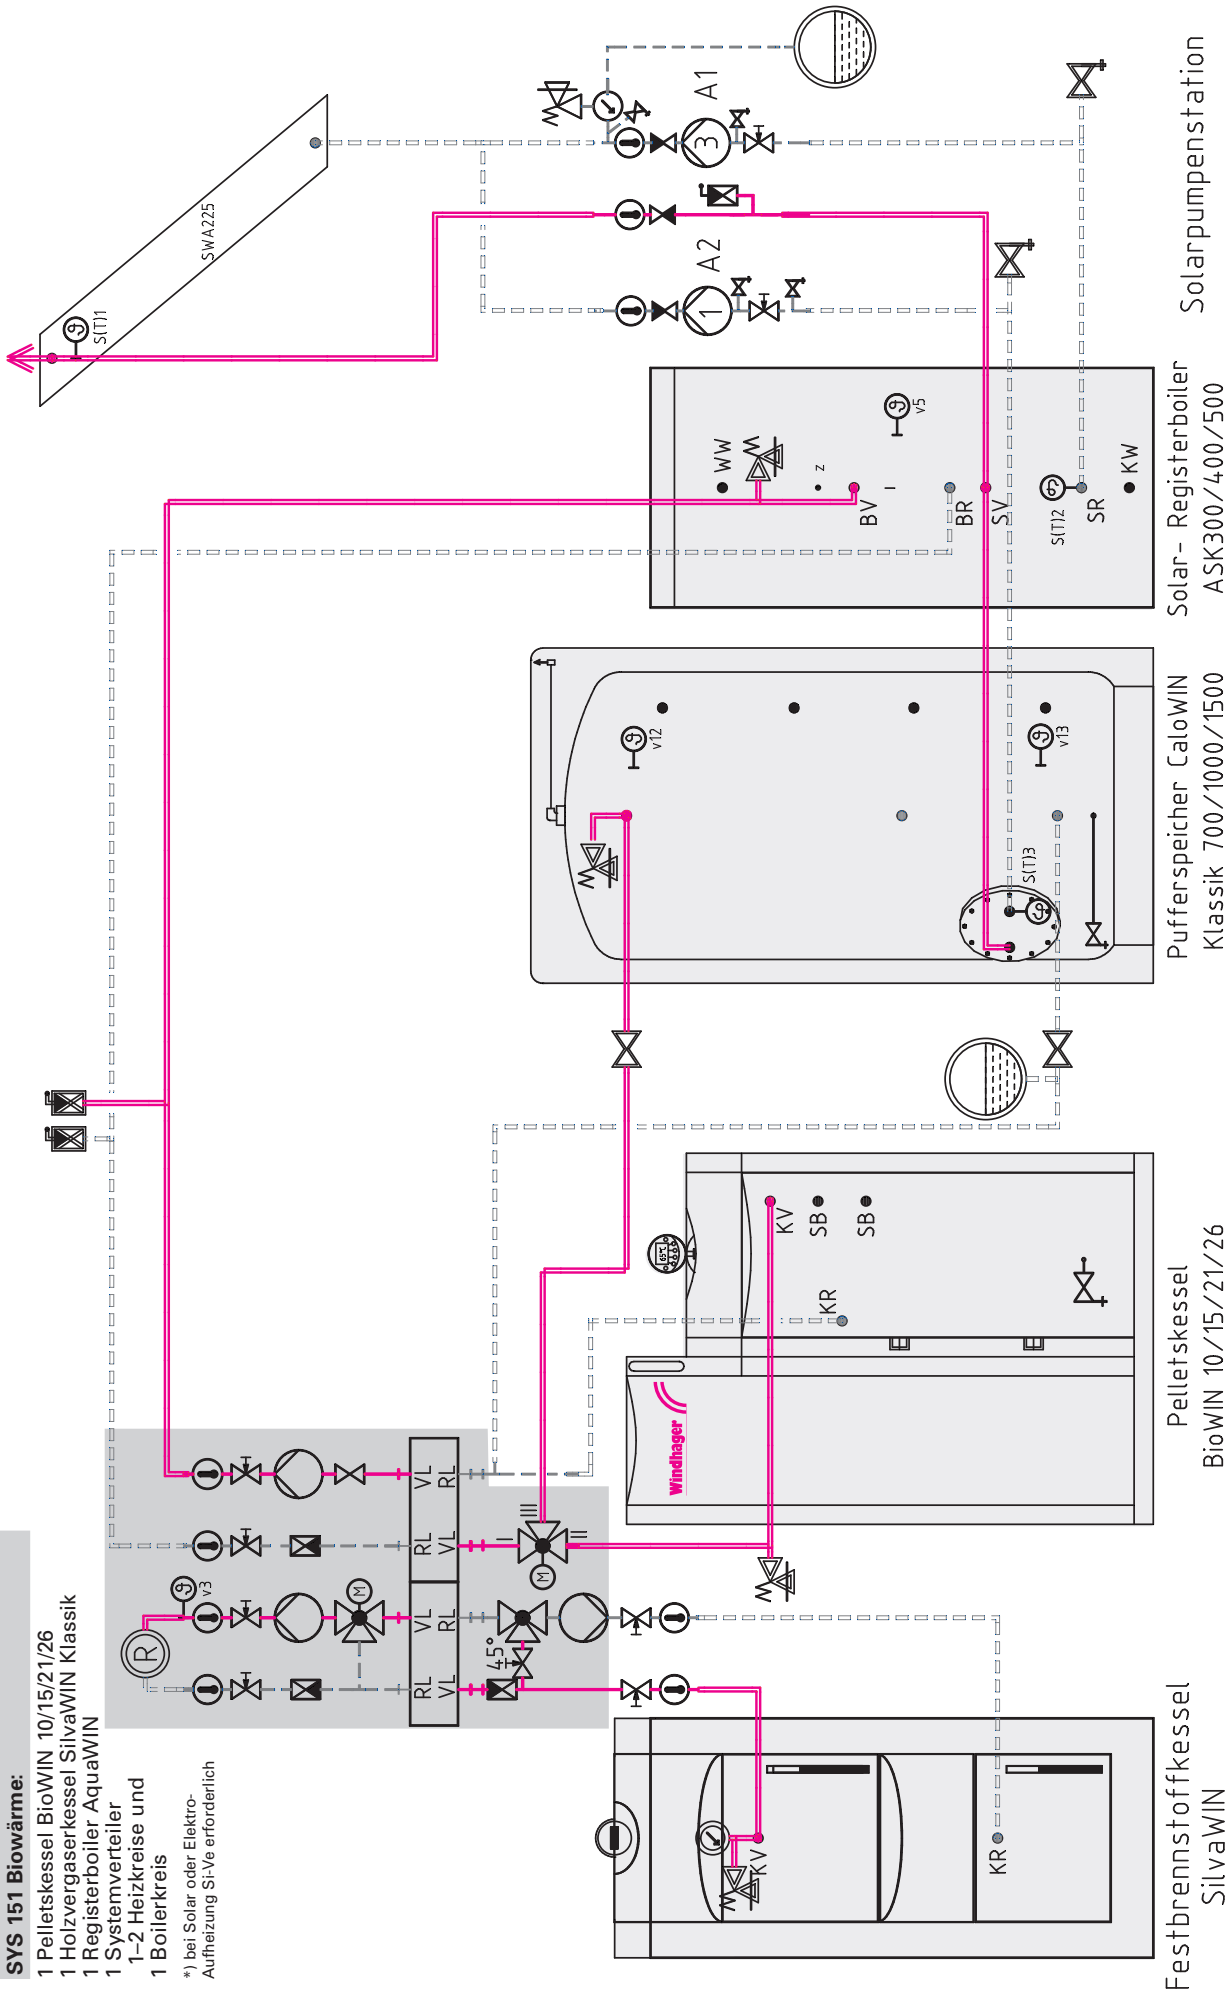 SYS 151 Biowärme:
1 Pelletskessel BioWIN 10/15/21/26
1 Holzvergaserkessel SilvaWIN Klassik
1 Registerboiler AquaWIN
1 Systemverteiler
1–2 Heizkreise und
1 Boilerkreis
*) bei Solar oder Elektro-
Aufheizung Si-Ve erforderlich
R
v3
M
RL
VL
RL
VL
VL
RL
VL
RL
45°
I
II
III
M
KV
KR
Festbrennstoffkessel
SilvaWIN
Windhager
65°C
KR
KV
SB
SB
Pelletskessel
BioWIN 10/15/21/26
v12
v13
S(T)3
Pufferspeicher CaloWIN
Klassik 700/1000/1500
WW
z
BV
BR
SV
S(T)2
SR
KW
v5
Solar- Registerboiler
ASK300/400/500
S(T)1
SWA225
1
A2
3
A1
Solarpumpenstation